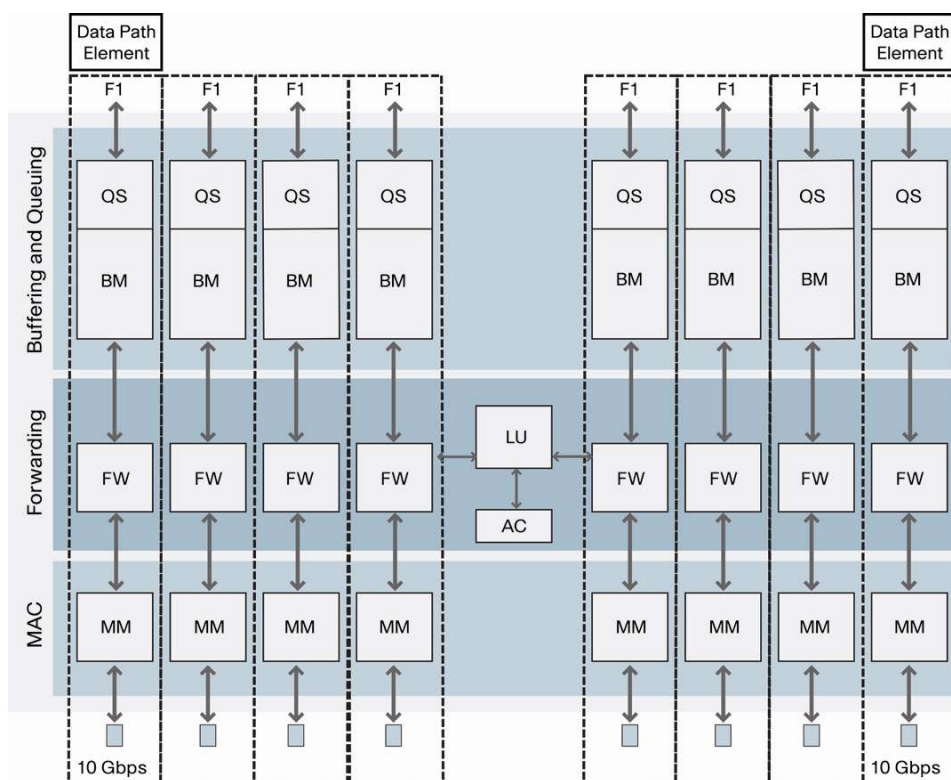 Data Path
Element
Data Path
Element
F1 F1 F1 F1 F1 F1 F1 F1
Buffering and Queuing
QS QS QS QS QS QS QS QS
BM BM BM BM BM BM BM BM
Forwarding
LU
FW FW FW FW FW FW FW FW
AC
MAC
MM MM MM MM MM MM MM MM
10 Gbps 10 Gbps